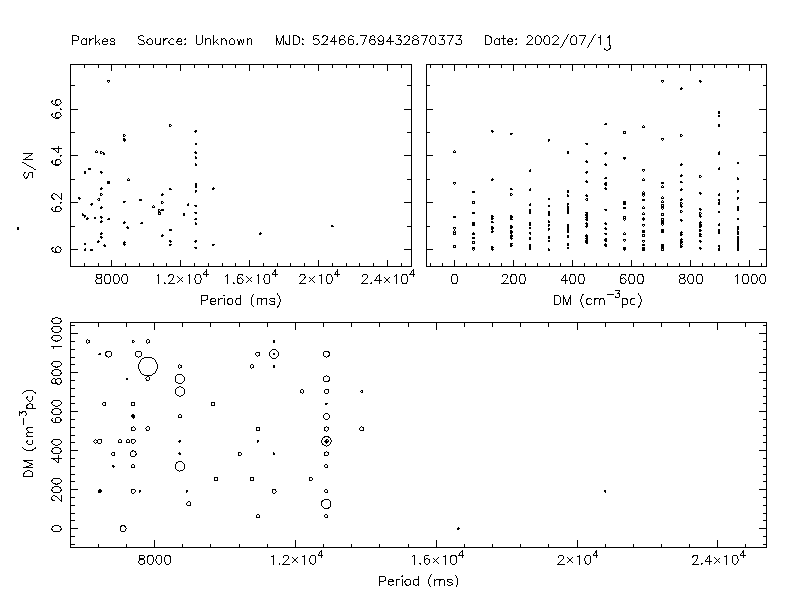 Parkes Source: Unknown MJD: 52466.769432870373 Date: 2002/07/11
S/N
6 6.2 6.4 6.6
8000 1.2×10⁴ 1.6×10⁴ 2×10⁴ 2.4×10⁴
Period (ms)
0 200 400 600 800 1000
DM (cm⁻³pc)
DM (cm⁻³pc)
0 200 400 600 800 1000
8000 1.2×10⁴ 1.6×10⁴ 2×10⁴ 2.4×10⁴
Period (ms)